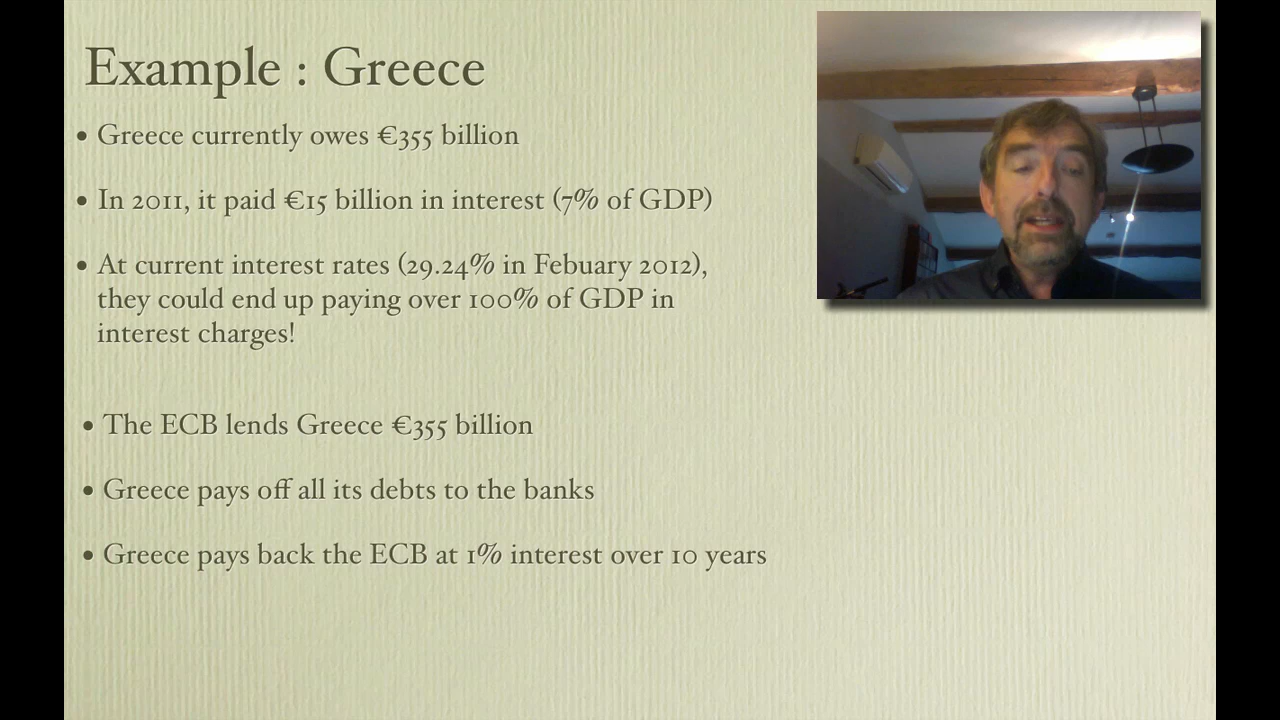 Example : Greece
• Greece currently owes €355 billion
• In 2011, it paid €15 billion in interest (7% of GDP)
• At current interest rates (29.24% in Febuary 2012),
they could end up paying over 100% of GDP in
interest charges!
• The ECB lends Greece €355 billion
• Greece pays off all its debts to the banks
• Greece pays back the ECB at 1% interest over 10 years